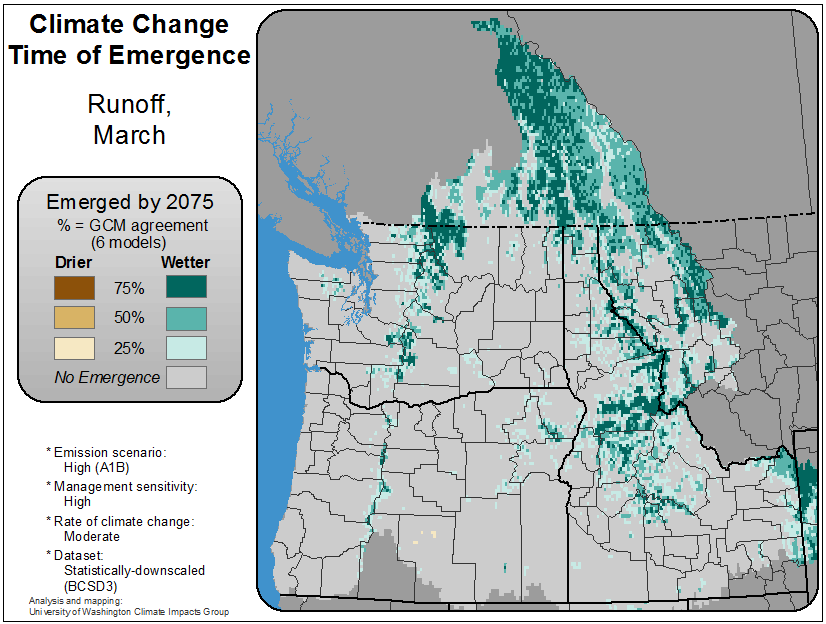 Climate Change
Time of Emergence
Runoff,
March
Emerged by 2075
% = GCM agreement
(6 models)
Drier Wetter
75%
50%
25%
No Emergence
* Emission scenario:
High (A1B)
* Management sensitivity:
High
* Rate of climate change:
Moderate
* Dataset:
Statistically-downscaled
(BCSD3)
Analysis and mapping:
University of Washington Climate Impacts Group